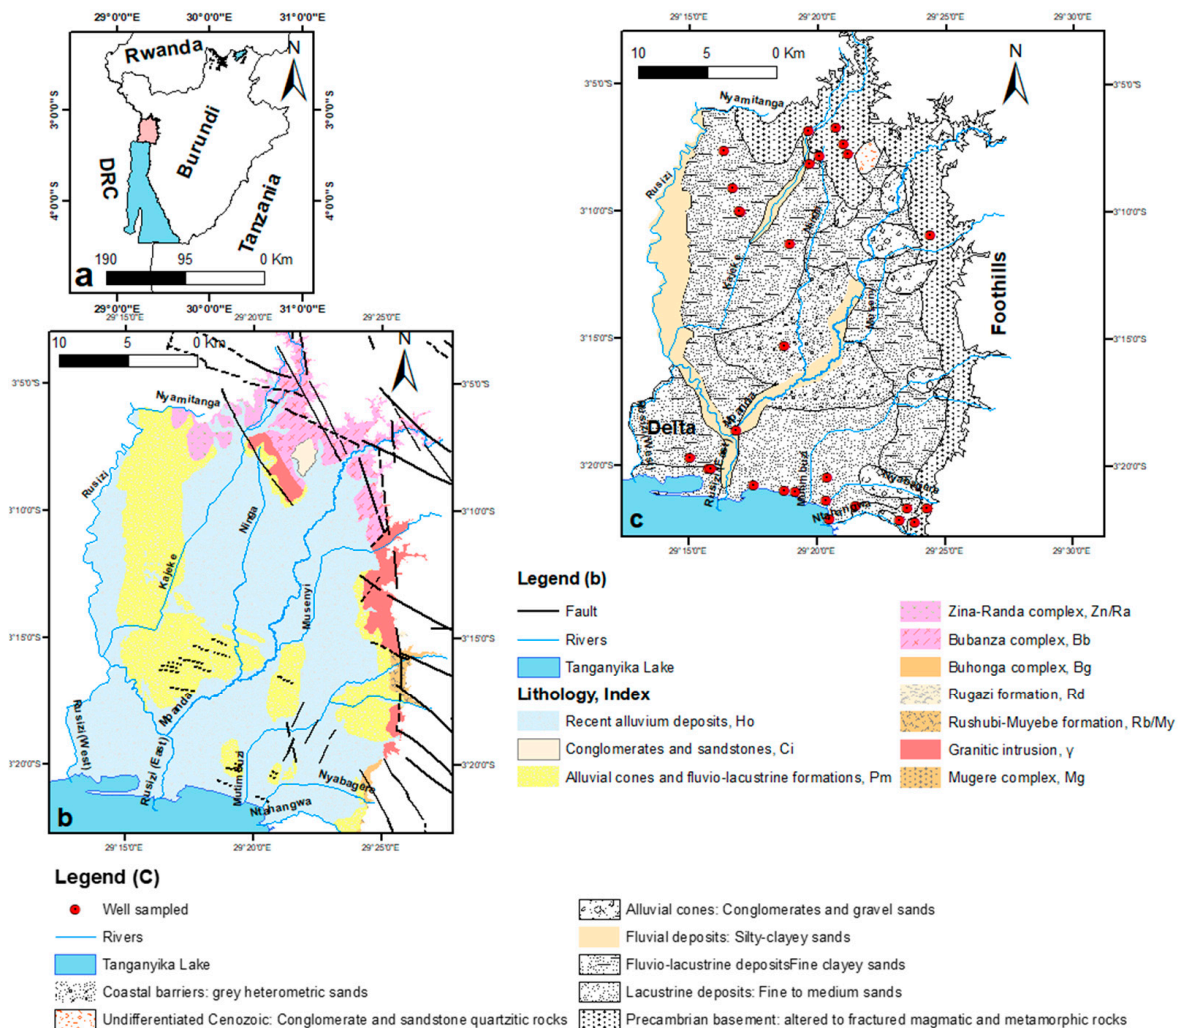 29°0'0"E 30°0'0"E 31°0'0"E
Rwanda
N
3°0'0"S
3°0'0"S
Burundi
DRC
4°0'0"S
4°0'0"S
Tanzania
190 95 0 Km
a
29°0'0"E 30°0'0"E 31°0'0"E
29°15'0"E 29°20'0"E 29°25'0"E
10 5 0 Km
N
3°5'0"S
3°5'0"S
Nyamitanga
Rusizi
3°10'0"S
3°10'0"S
Ninga
Kajeke
Musenyi
3°15'0"S
3°15'0"S
Mpanda
Rusizi (West)
Rusizi (East)
Mutimbuzi
3°20'0"S
3°20'0"S
Nyabagere
Ntahangwa
b
29°15'0"E 29°20'0"E 29°25'0"E
29°15'0"E 29°20'0"E 29°25'0"E 29°30'0"E
10 5 0 Km
N
3°5'0"S
3°5'0"S
Nyamitanga
Rusizi
3°10'0"S
3°10'0"S
Ninga
Kajeke
Foothills
Musenyi
3°15'0"S
3°15'0"S
Mpanda
Delta
Rusizi (East)
Mutimbuzi
3°20'0"S
3°20'0"S
Nyabagere
c
29°15'0"E 29°20'0"E 29°25'0"E 29°30'0"E
Legend (b)
Fault
Rivers
Tanganyika Lake
Lithology, Index
Recent alluvium deposits, Ho
Conglomerates and sandstones, Ci
Alluvial cones and fluvio-lacustrine formations, Pm
Zina-Randa complex, Zn/Ra
Bubanza complex, Bb
Buhonga complex, Bg
Rugazi formation, Rd
Rushubi-Muyebe formation, Rb/My
Granitic intrusion, γ
Mugere complex, Mg
Legend (C)
Well sampled
Rivers
Tanganyika Lake
Coastal barriers: grey heterometric sands
Undifferentiated Cenozoic: Conglomerate and sandstone quartzitic rocks
Alluvial cones: Conglomerates and gravel sands
Fluvial deposits: Silty-clayey sands
Fluvio-lacustrine depositsFine clayey sands
Lacustrine deposits: Fine to medium sands
Precambrian basement: altered to fractured magmatic and metamorphic rocks